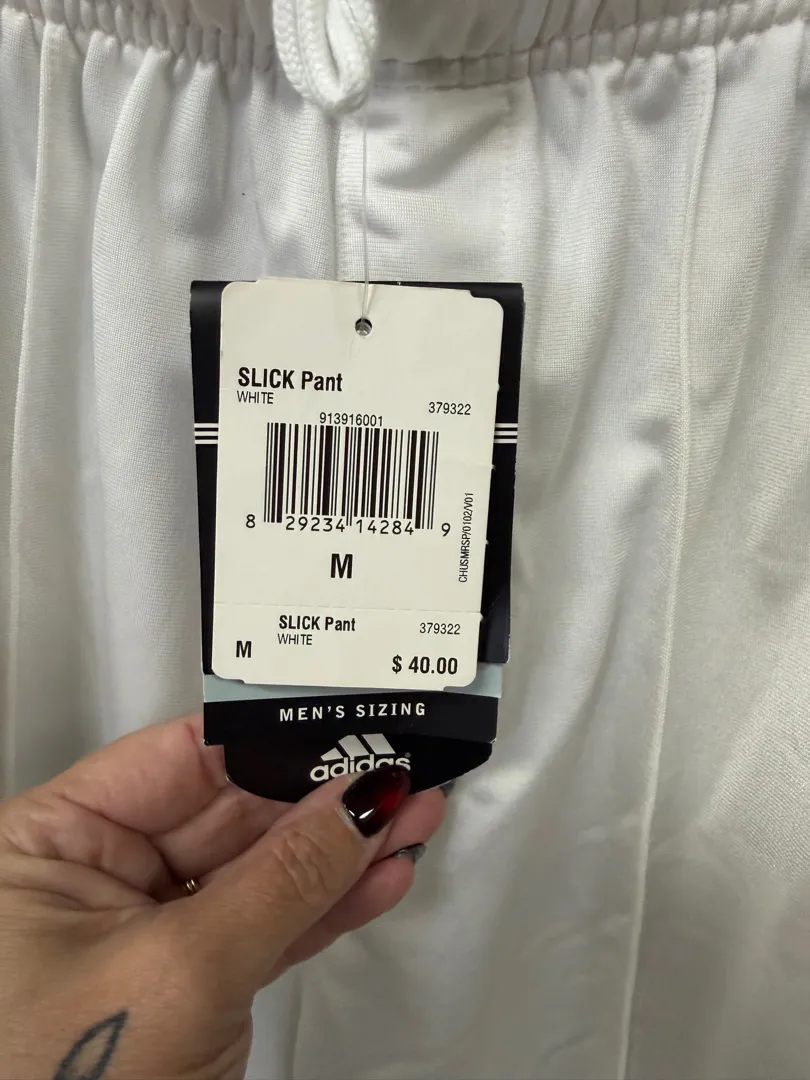 SLICK Pant
WHITE
379322
913916001
8 29234 14284 9
CHUSMRSP/0102/V01
M
SLICK Pant
379322
WHITE
M
$ 40.00
MEN'S SIZING
adidas®